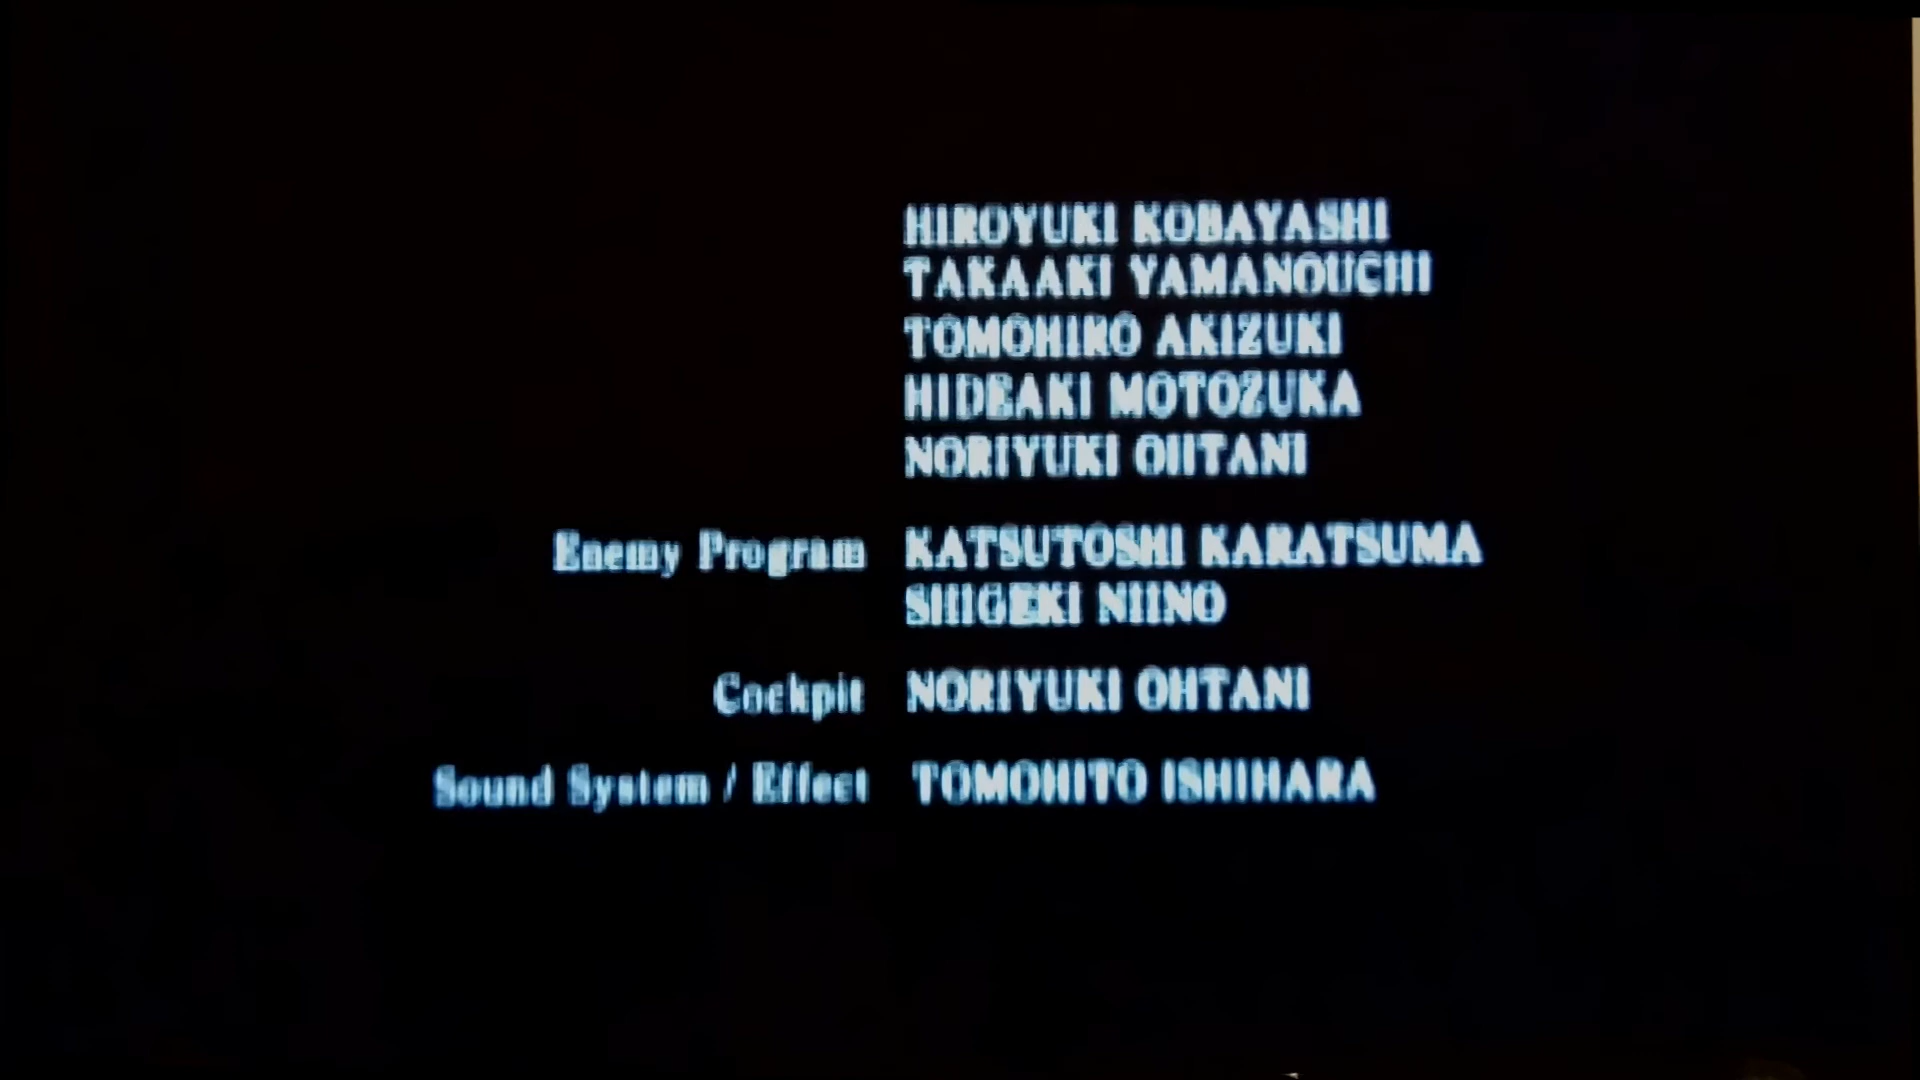 HIROYUKI KOBAYASHI
TAKAAKI YAMANOUCHI
TOMOHIRO AKIZUKI
HIDEAKI MOTOZUKA
NORIYUKI OHTANI
Enemy Program KATSUTOSHI KARATSUMA
SHIGEKI NIINO
Cockpit NORIYUKI OHTANI
Sound System / Effect TOMOHITO ISHIHARA